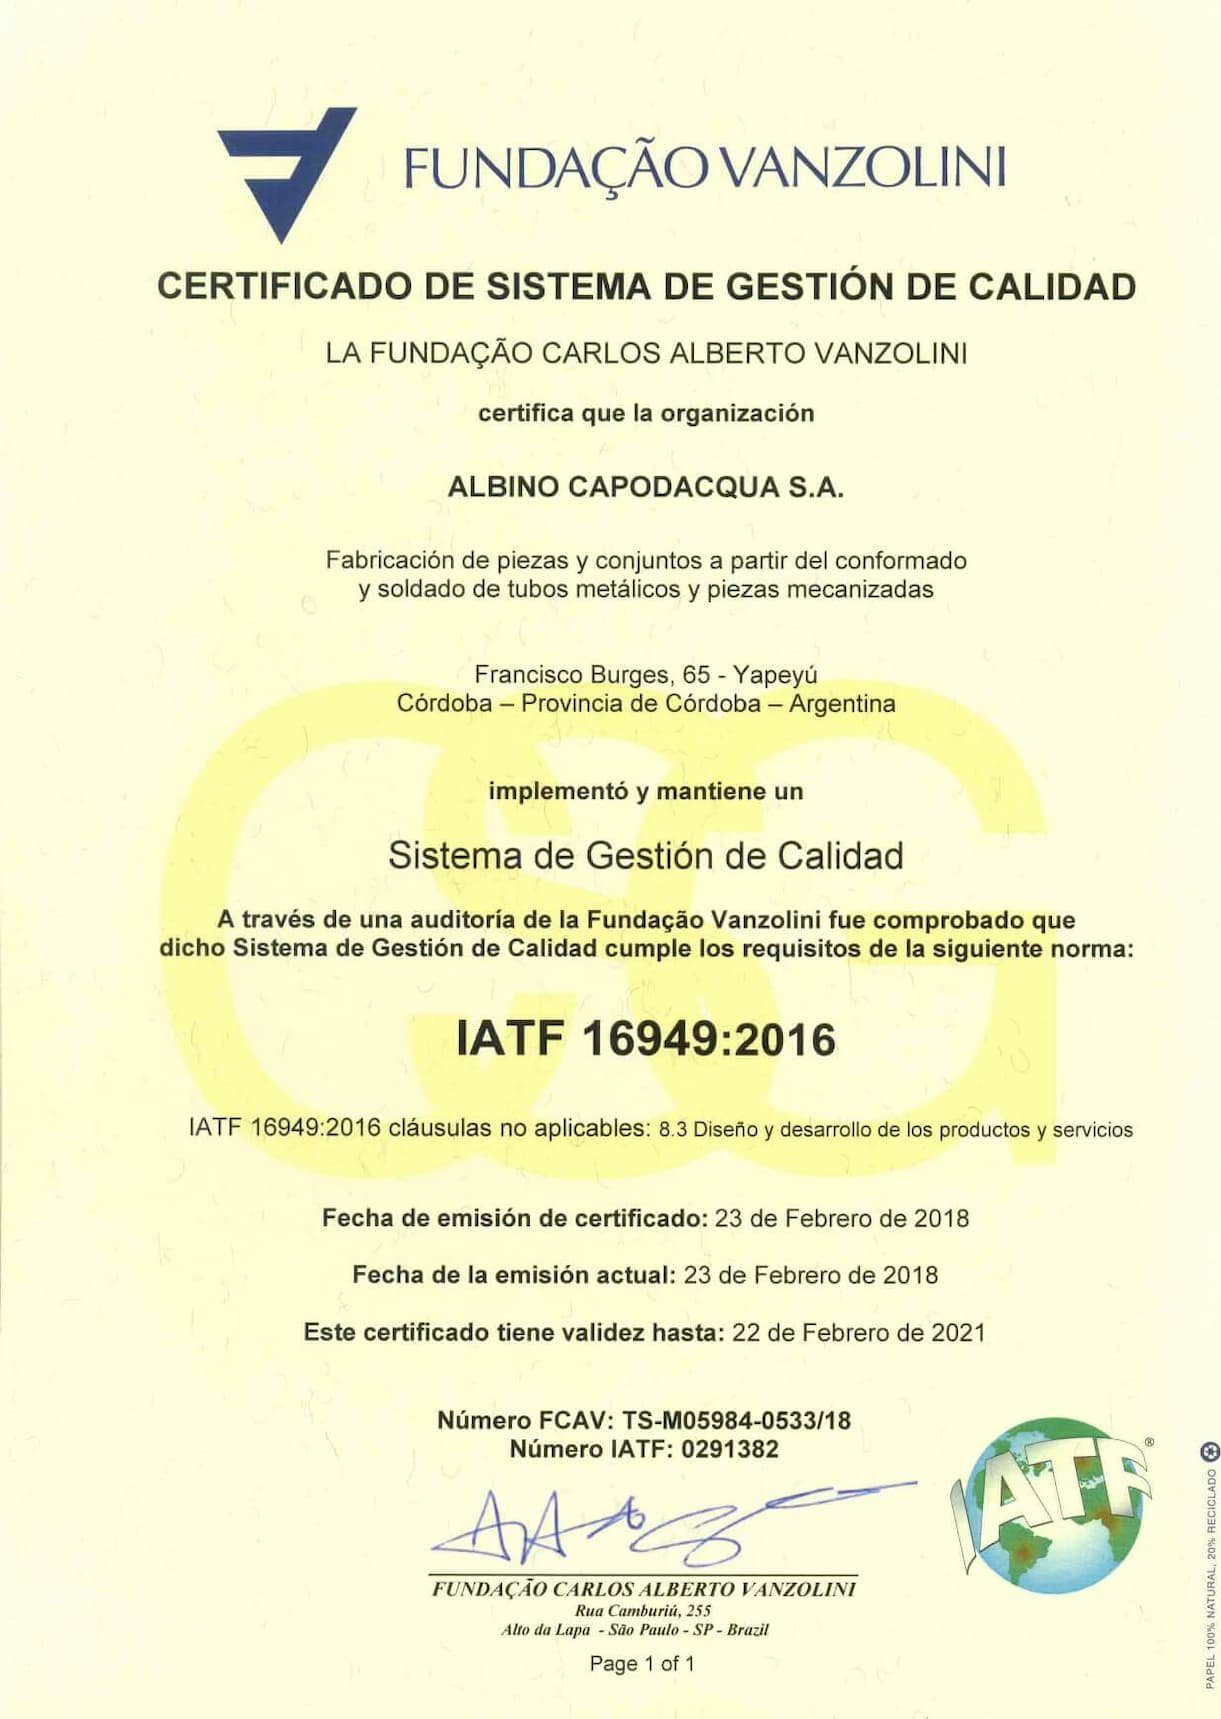 FUNDAÇÃO VANZOLINI
CERTIFICADO DE SISTEMA DE GESTIÓN DE CALIDAD
LA FUNDAÇÃO CARLOS ALBERTO VANZOLINI
certifica que la organización
ALBINO CAPODACQUA S.A.
Fabricación de piezas y conjuntos a partir del conformado
y soldado de tubos metálicos y piezas mecanizadas
Francisco Burges, 65 - Yapeyú
Córdoba – Provincia de Córdoba – Argentina
implementó y mantiene un
Sistema de Gestión de Calidad
A través de una auditoría de la Fundação Vanzolini fue comprobado que
dicho Sistema de Gestión de Calidad cumple los requisitos de la siguiente norma:
IATF 16949:2016
IATF 16949:2016 cláusulas no aplicables: 8.3 Diseño y desarrollo de los productos y servicios
Fecha de emisión de certificado: 23 de Febrero de 2018
Fecha de la emisión actual: 23 de Febrero de 2018
Este certificado tiene validez hasta: 22 de Febrero de 2021
Número FCAV: TS-M05984-0533/18
Número IATF: 0291382
IATF®
FUNDAÇÃO CARLOS ALBERTO VANZOLINI
Rua Camburiú, 255
Alto da Lapa - São Paulo - SP - Brazil
Page 1 of 1
PAPEL 100% NATURAL, 20% RECICLADO
CSG